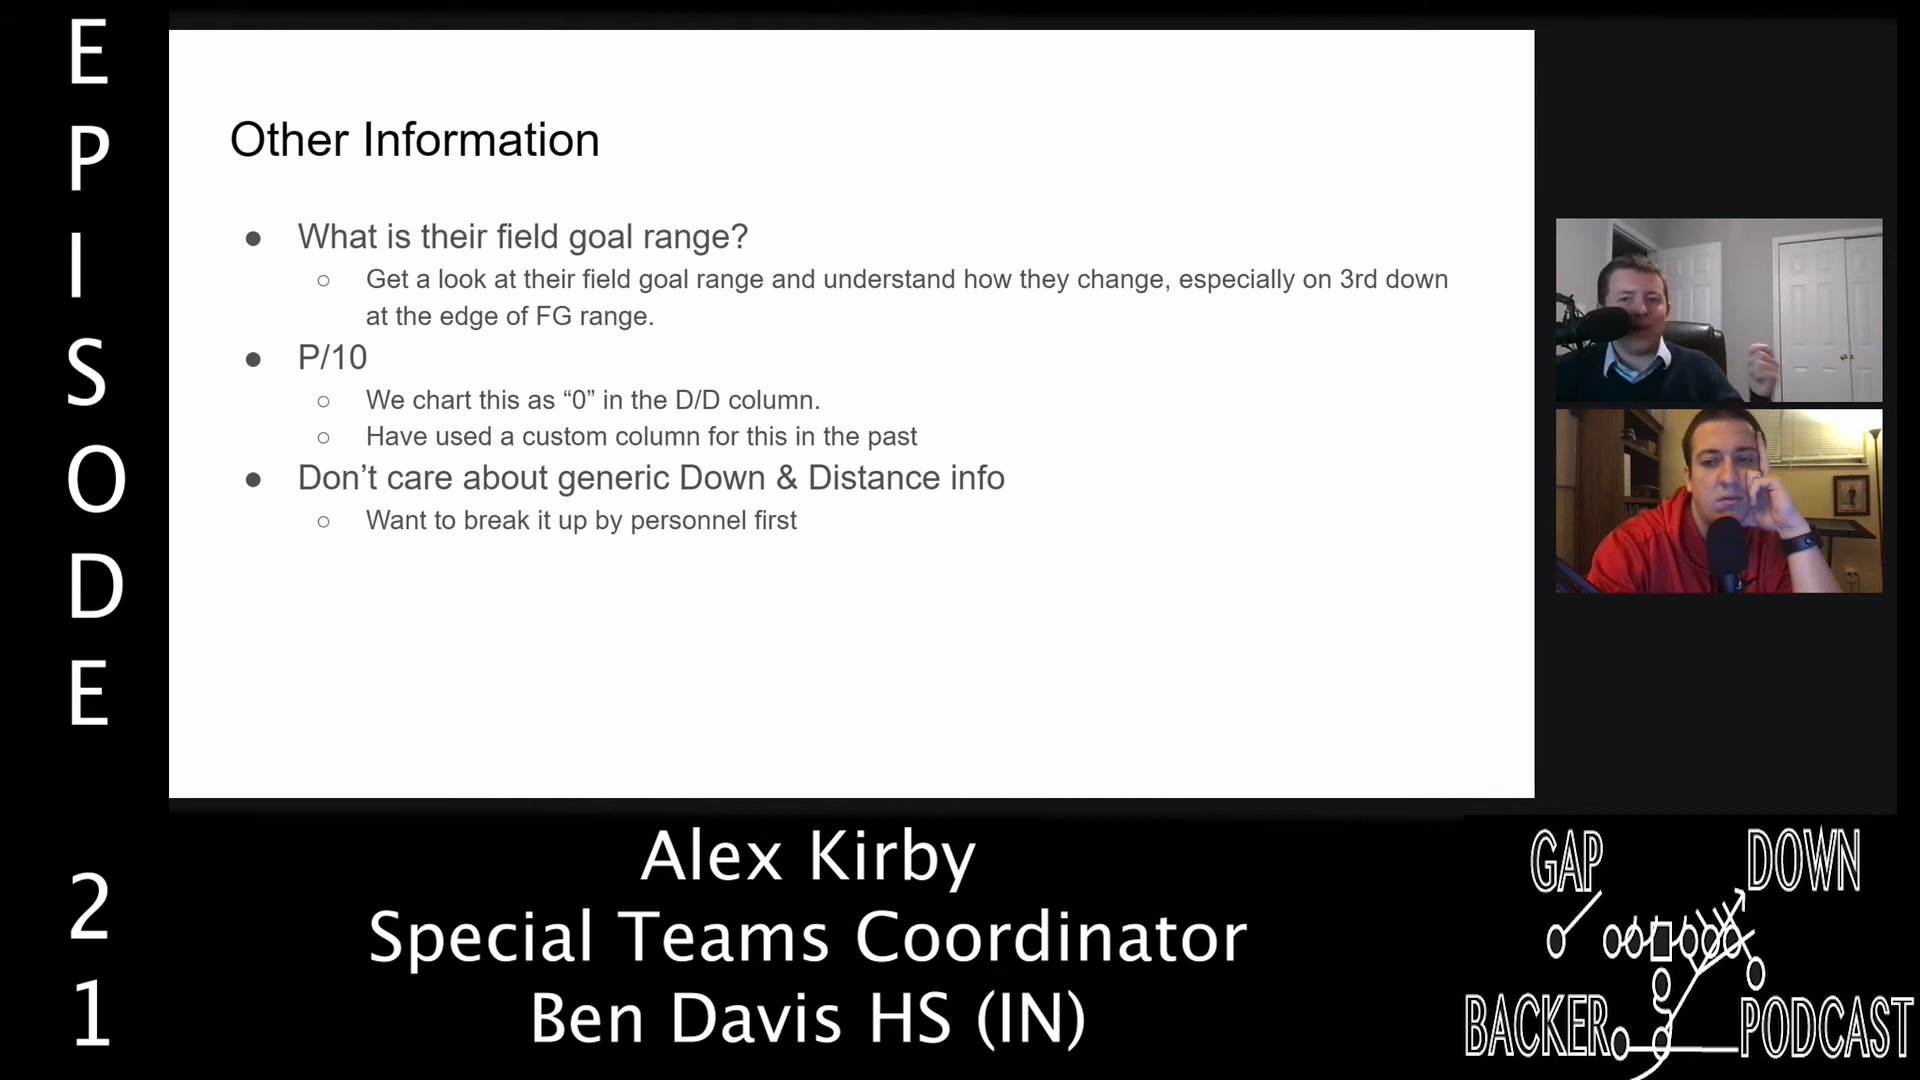 EPISODE 21
Other Information
● What is their field goal range?
○ Get a look at their field goal range and understand how they change, especially on 3rd down
at the edge of FG range.
● P/10
○ We chart this as “0” in the D/D column.
○ Have used a custom column for this in the past
● Don’t care about generic Down & Distance info
○ Want to break it up by personnel first
Alex Kirby
Special Teams Coordinator
Ben Davis HS (IN)
GAP DOWN
BACKER PODCAST